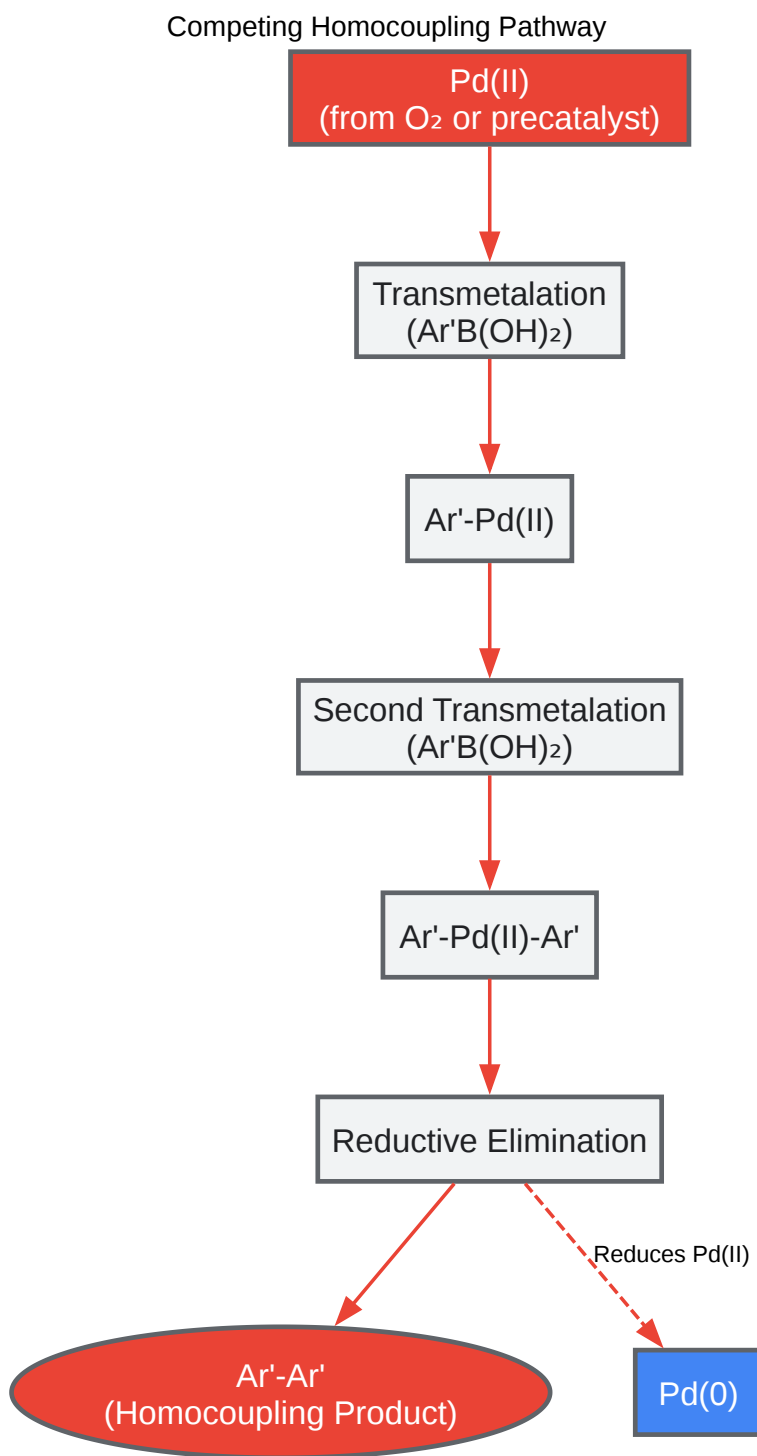 Competing Homocoupling Pathway
Pd(II)
(from O₂ or precatalyst)
Transmetalation
(Ar'B(OH)₂)
Ar'-Pd(II)
Second Transmetalation
(Ar'B(OH)₂)
Ar'-Pd(II)-Ar'
Reductive Elimination
Reduces Pd(II)
Ar'-Ar'
(Homocoupling Product)
Pd(0)